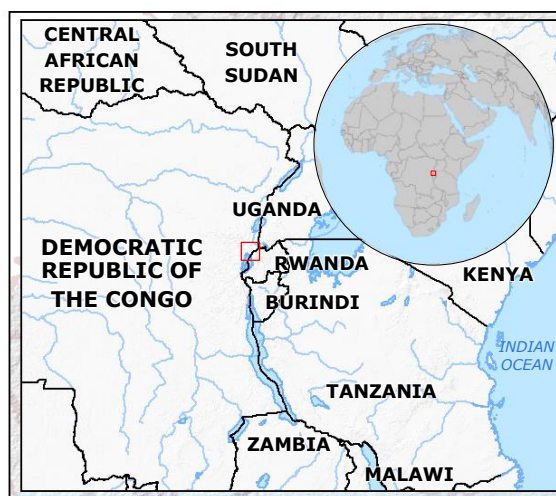 CENTRAL
AFRICAN
REPUBLIC
SOUTH
SUDAN
UGANDA
DEMOCRATIC
REPUBLIC OF
THE CONGO
RWANDA
KENYA
BURINDI
INDIAN
OCEAN
TANZANIA
ZAMBIA
MALAWI